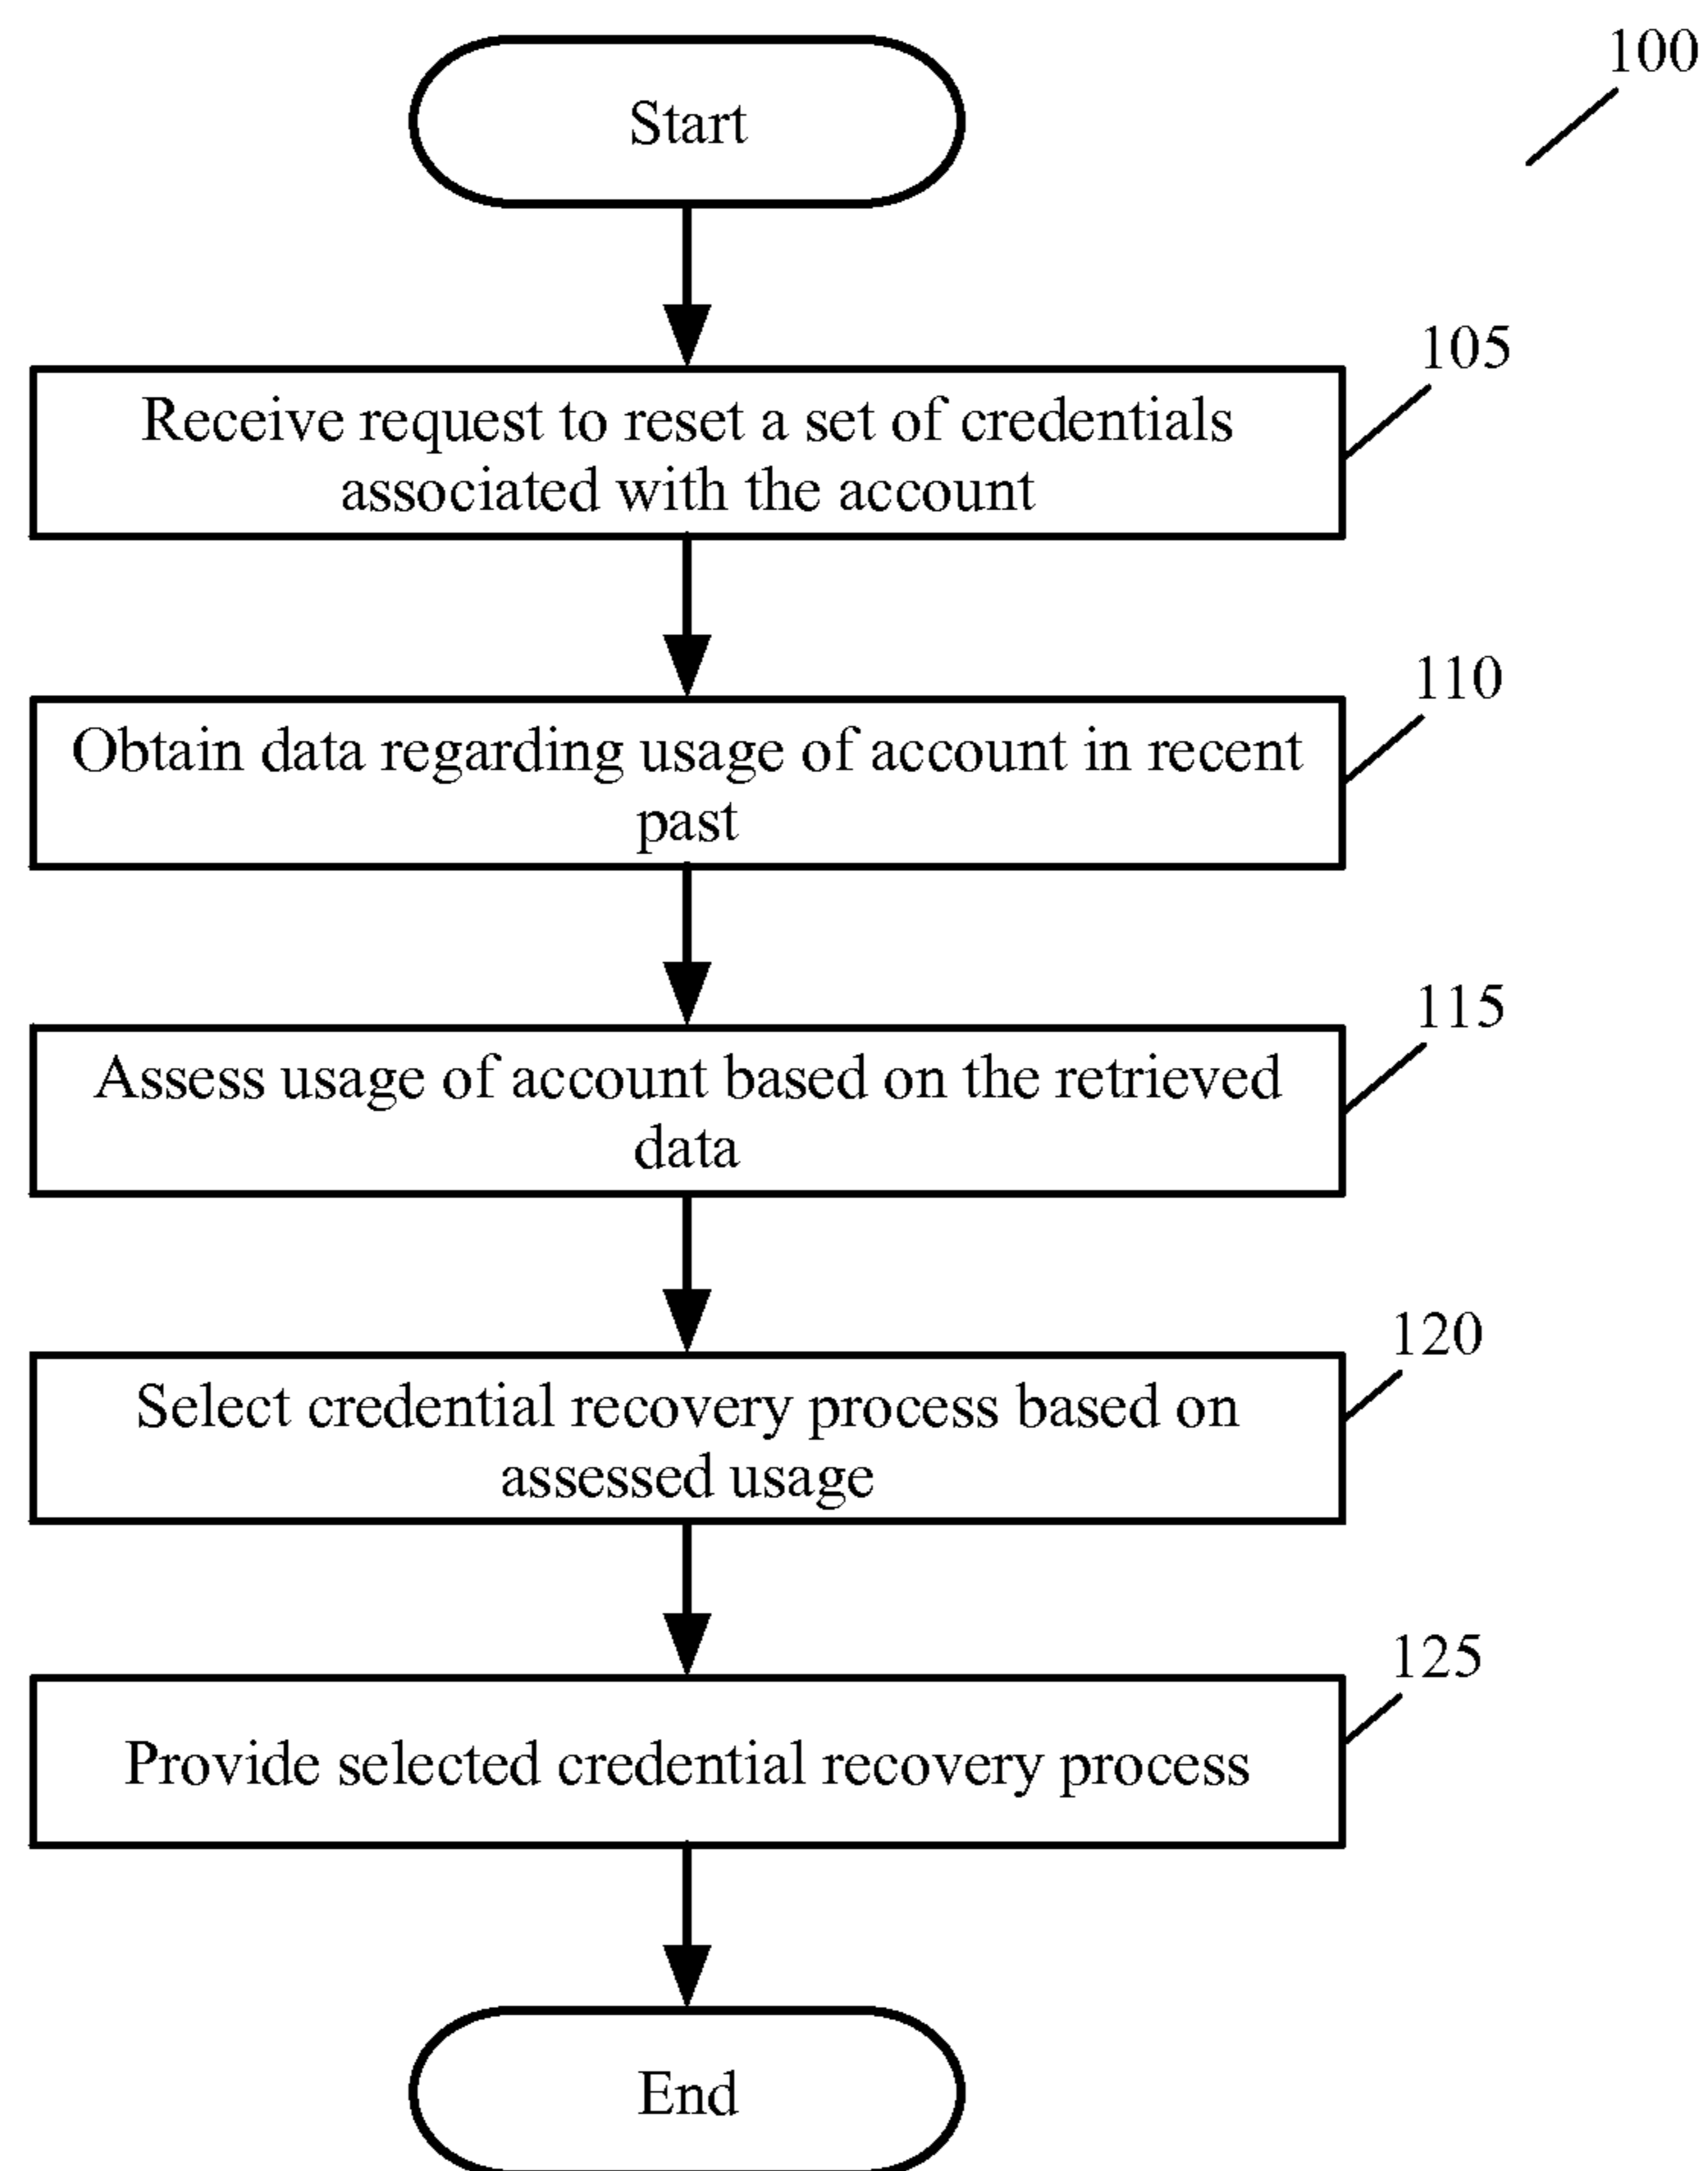 100
Start
105
Receive request to reset a set of credentials
associated with the account
110
Obtain data regarding usage of account in recent
past
115
Assess usage of account based on the retrieved
data
120
Select credential recovery process based on
assessed usage
125
Provide selected credential recovery process
End